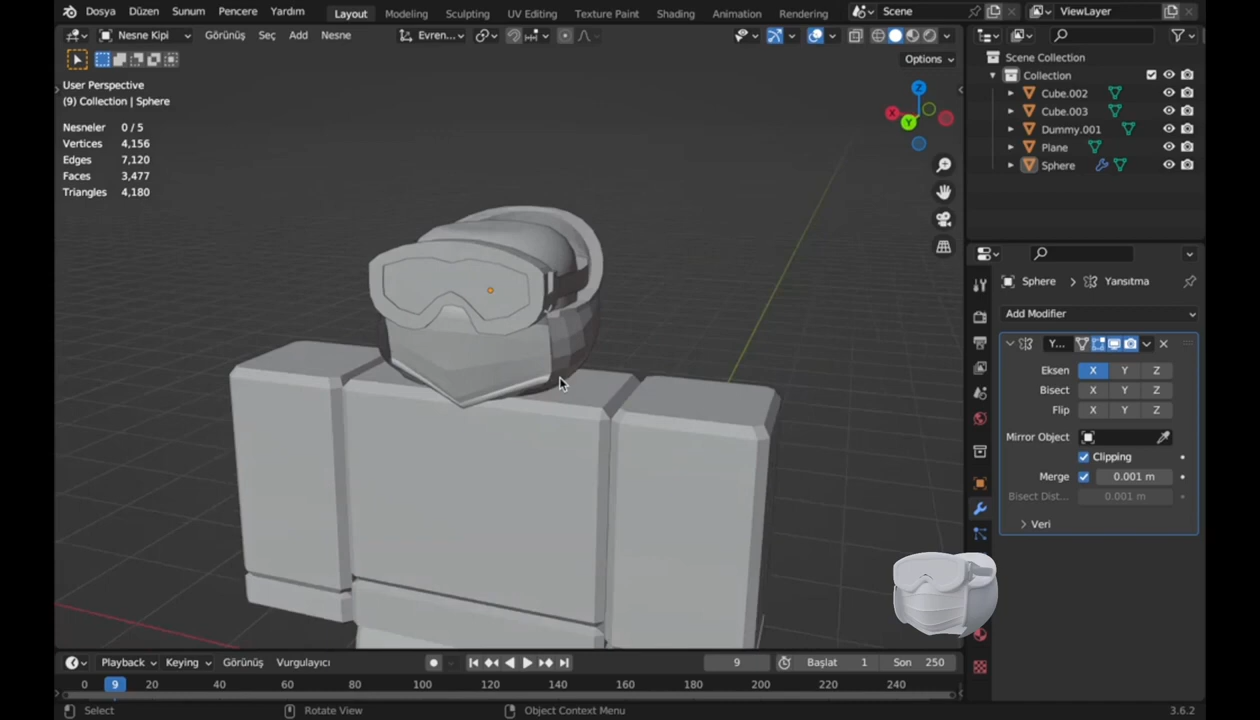 Dosya Düzen Sunum Pencere Yardım Layout Modeling Sculpting UV Editing Texture Paint Shading Animation Rendering Scene ViewLayer
Nesne Kipi Görünüş Seç Add Nesne Evren...
Options
User Perspective
(9) Collection | Sphere
Nesneler 0 / 5
Vertices 4,156
Edges 7,120
Faces 3,477
Triangles 4,180
X
Y
Z
Scene Collection
Collection
Cube.002
Cube.003
Dummy.001
Plane
Sphere
Sphere > Yansıtma
Add Modifier
Y...
Eksen X Y Z
Bisect X Y Z
Flip X Y Z
Mirror Object
Clipping
Merge 0.001 m
Bisect Dist... 0.001 m
Veri
Playback Keying Görünüş Vurgulayıcı 9 Başlat 1 Son 250
0 9 20 40 60 80 100 120 140 160 180 200 220 240
Select Rotate View Object Context Menu 3.6.2